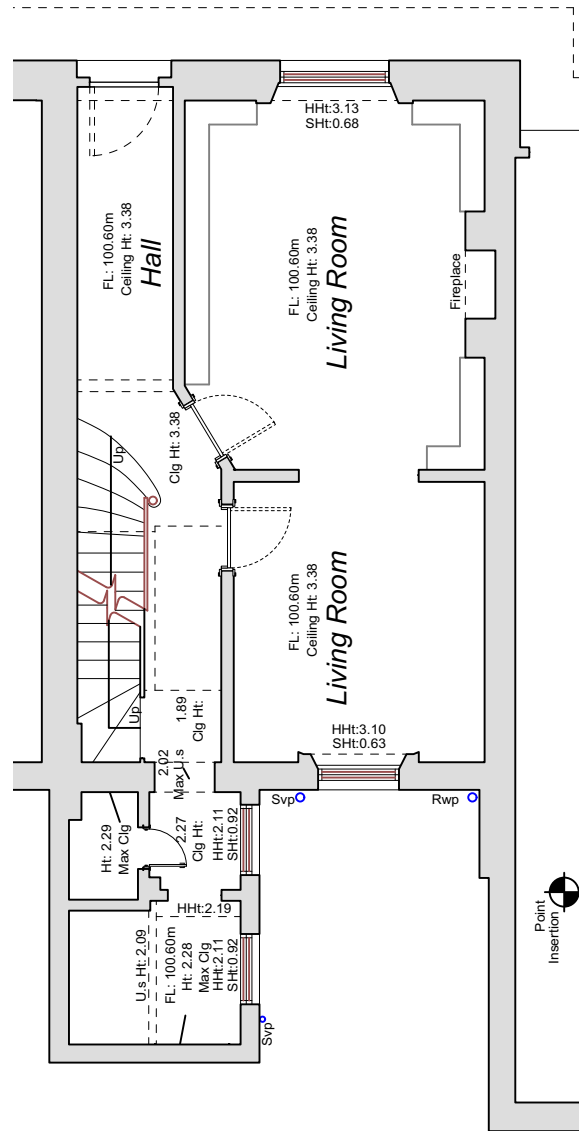 HHt:3.13
SHt:0.68
FL: 100.60m
Ceiling Ht: 3.38
Hall
FL: 100.60m
Ceiling Ht: 3.38
Living Room
Fireplace
Up
Clg Ht: 3.38
FL: 100.60m
Ceiling Ht: 3.38
Living Room
Up
1.89
Clg Ht:
HHt:3.10
SHt:0.63
2.02
Max U.s
Svp
Rwp
Ht: 2.29
Max Clg
2.27
Clg Ht:
HHt:2.11
SHt:0.92
HHt:2.19
U.s Ht: 2.09
FL: 100.60m
Ht: 2.28
Max Clg
HHt:2.11
SHt:0.92
Svp
Point
Insertion